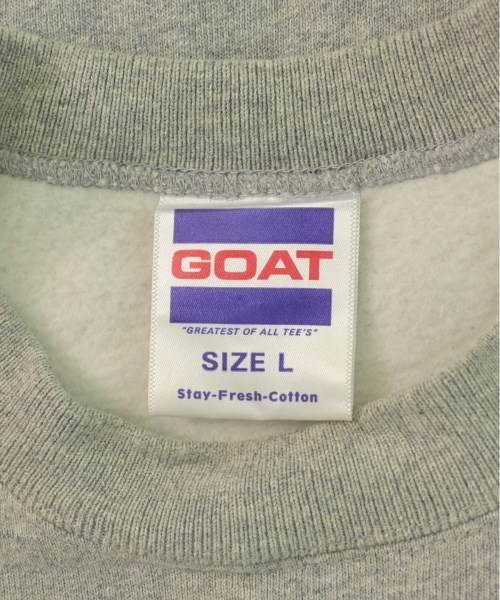 GOAT
"GREATEST OF ALL TEE'S"
SIZE L
Stay-Fresh-Cotton